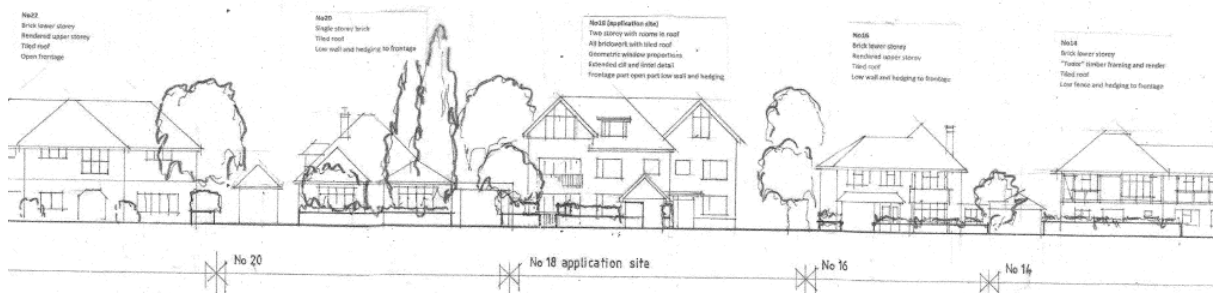 No22
Brick lower storey
Rendered upper storey
Tiled roof
Open frontage
No20
Single storey brick
Tiled roof
Low wall and hedging to frontage
No18 (application site)
Two storey with rooms in roof
All brickwork with tiled roof
Geometric window proportions
Extended cill and lintel detail
Frontage part open part low wall and hedging
No16
Brick lower storey
Rendered upper storey
Tiled roof
Low wall and hedging to frontage
No14
Brick lower storey
"Tudor" timber framing and render
Tiled roof
Low fence and hedging to frontage
No 20
No 18 application site
No 16
No 14